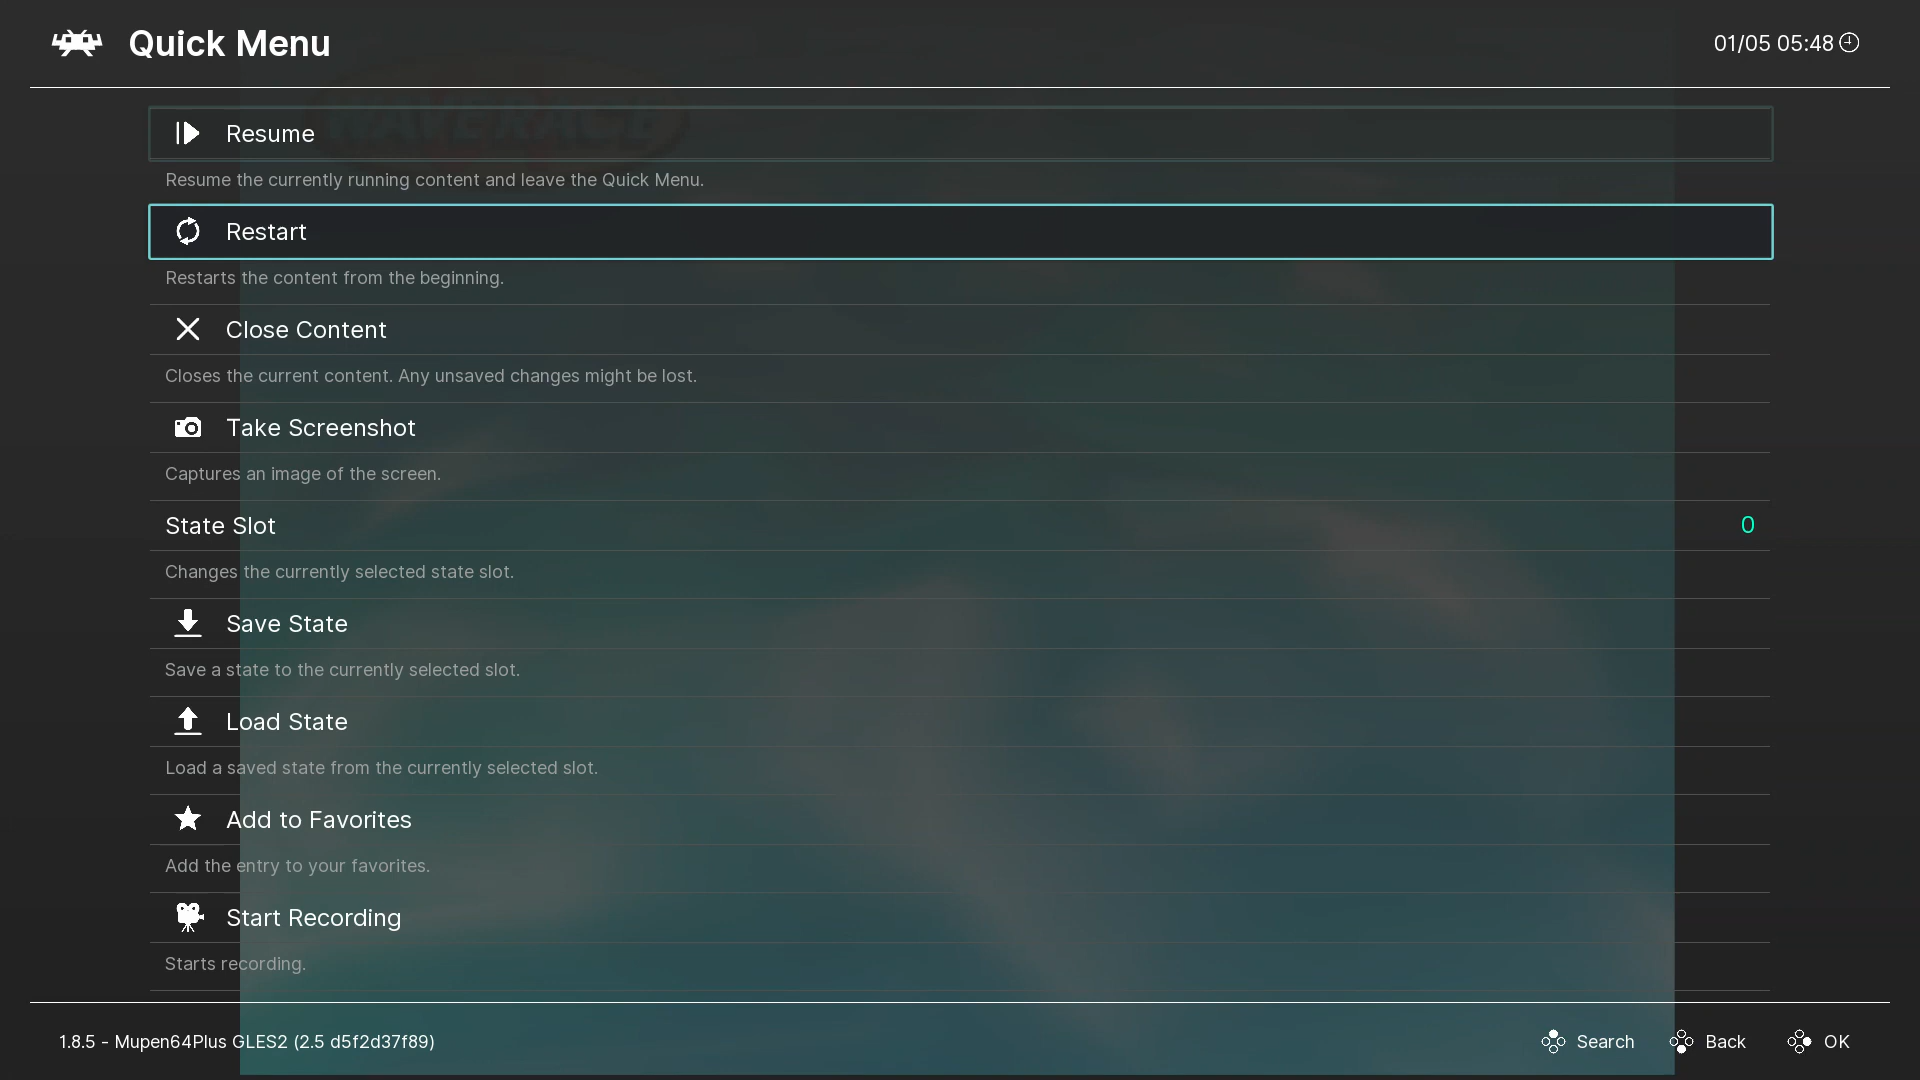 Quick Menu
01/05 05:48
WAVE RACE
Resume
Resume the currently running content and leave the Quick Menu.
Restart
Restarts the content from the beginning.
Close Content
Closes the current content. Any unsaved changes might be lost.
Take Screenshot
Captures an image of the screen.
State Slot
0
Changes the currently selected state slot.
Save State
Save a state to the currently selected slot.
Load State
Load a saved state from the currently selected slot.
Add to Favorites
Add the entry to your favorites.
Start Recording
Starts recording.
1.8.5 - Mupen64Plus GLES2 (2.5 d5f2d37f89)
Search
Back
OK